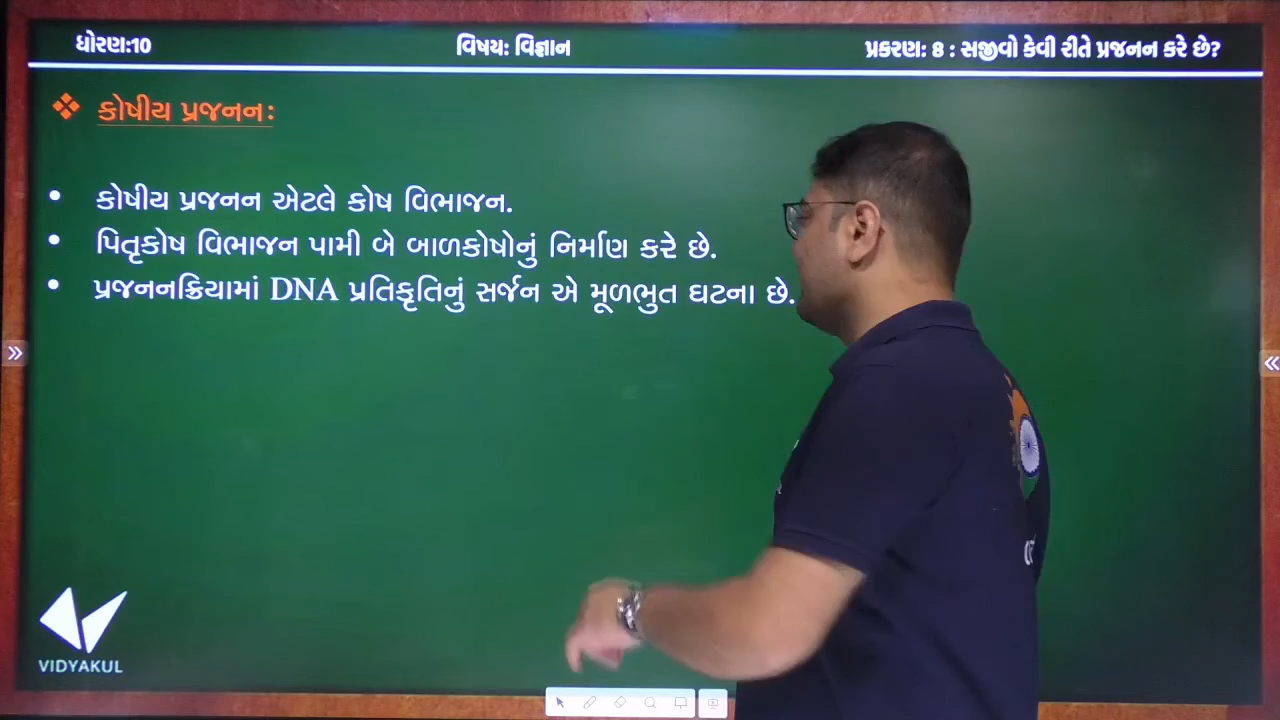 ધોરણ:10 વિષય: વિજ્ઞાન પ્રકરણ: 8 : સજીવો કેવી રીતે પ્રજનન કરે છે?
❖ કોષીય પ્રજનન:
• કોષીય પ્રજનન એટલે કોષ વિભાજન.
• પિતૃકોષ વિભાજન પામી બે બાળકોષોનું નિર્માણ કરે છે.
• પ્રજનનક્રિયામાં DNA પ્રતિકૃતિનું સર્જન એ મૂળભુત ઘટના છે.
VIDYAKUL